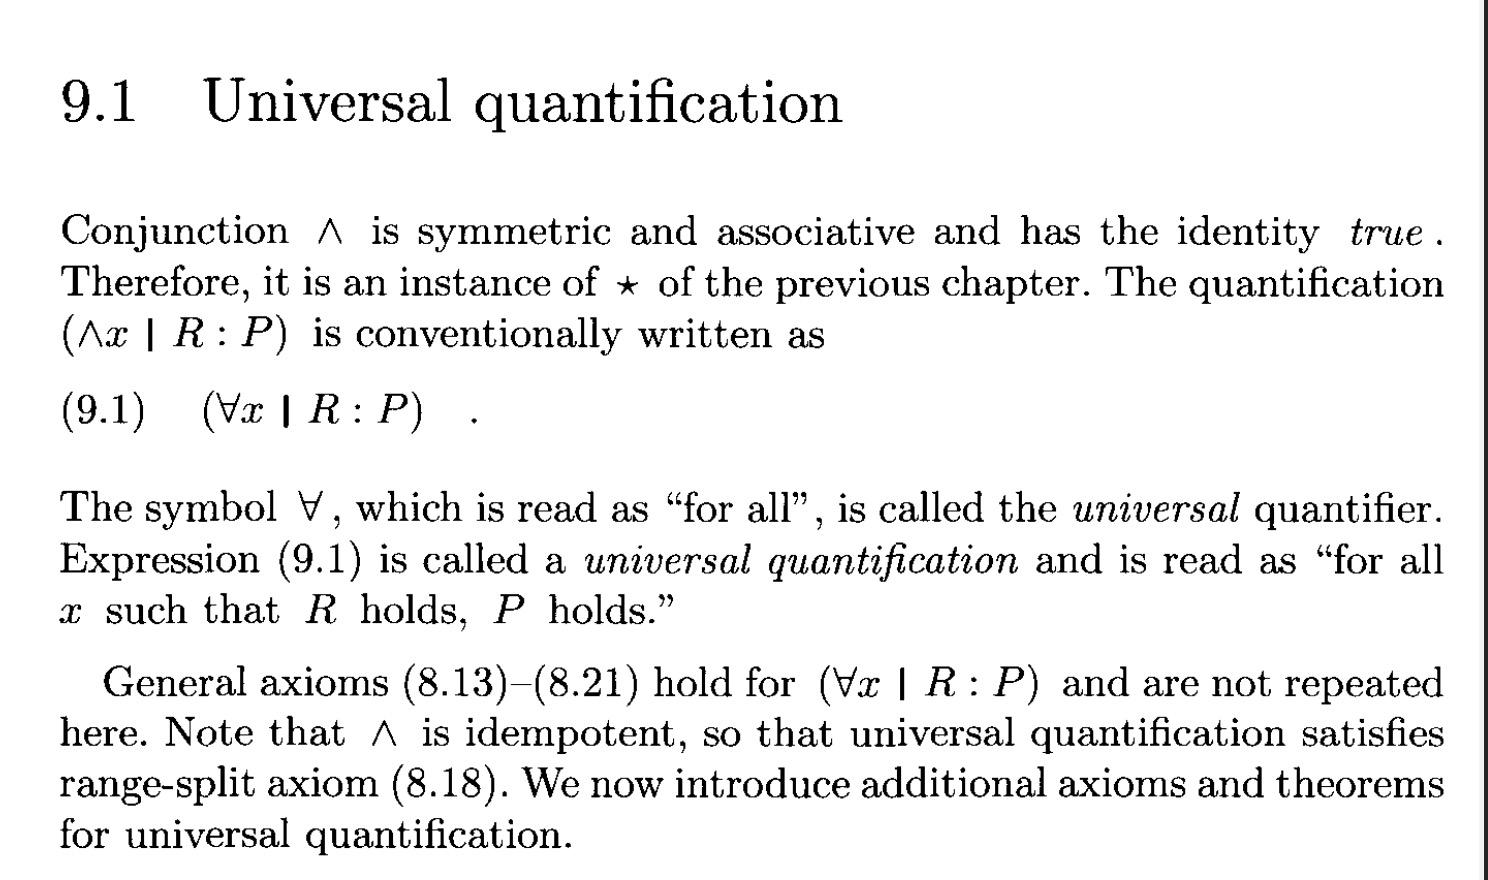 9.1 Universal quantification
Conjunction ∧ is symmetric and associative and has the identity true .
Therefore, it is an instance of ⋆ of the previous chapter. The quantification
(∧x | R : P) is conventionally written as
(9.1) (∀x | R : P) .
The symbol ∀ , which is read as “for all”, is called the universal quantifier.
Expression (9.1) is called a universal quantification and is read as “for all
x such that R holds, P holds.”
General axioms (8.13)–(8.21) hold for (∀x | R : P) and are not repeated
here. Note that ∧ is idempotent, so that universal quantification satisfies
range-split axiom (8.18). We now introduce additional axioms and theorems
for universal quantification.